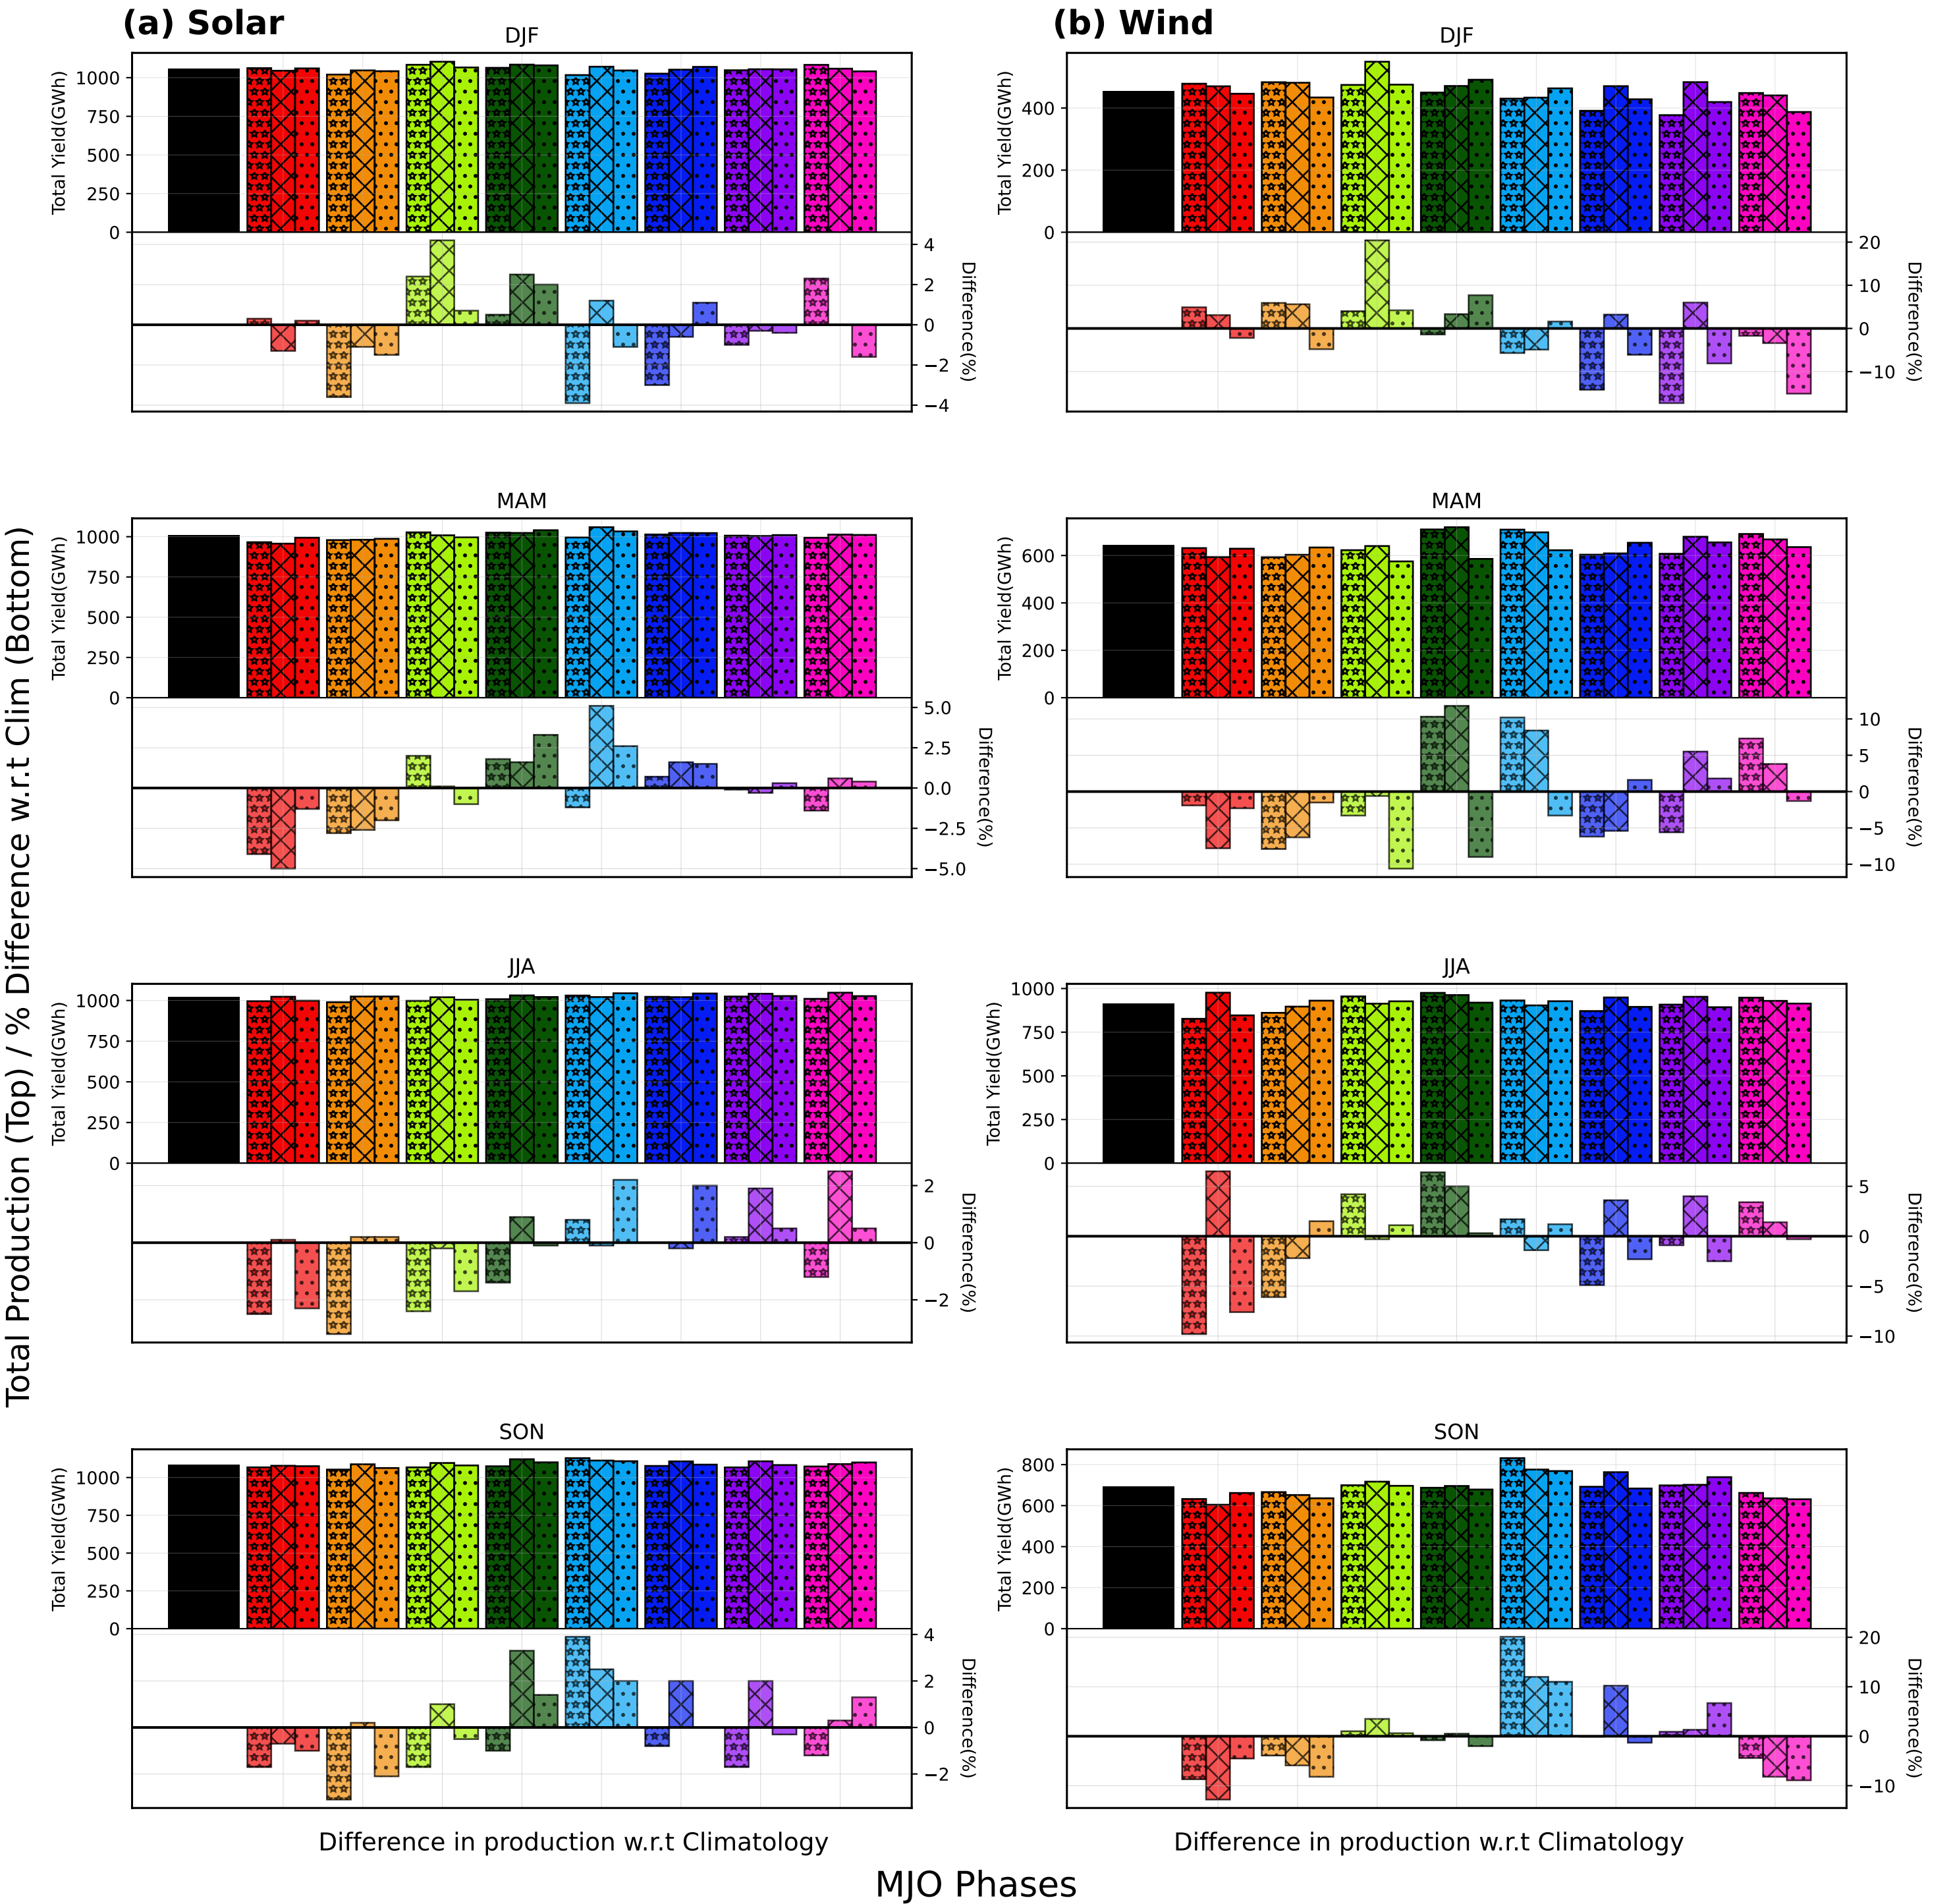 Total Production (Top) / % Difference w.r.t Clim (Bottom)
(a) Solar
DJF
Total Yield(GWh)
1000
750
500
250
0
4
2
0
−2
−4
Difference(%)
MAM
Total Yield(GWh)
1000
750
500
250
0
5.0
2.5
0.0
−2.5
−5.0
Difference(%)
JJA
Total Yield(GWh)
1000
750
500
250
0
2
0
−2
Difference(%)
SON
Total Yield(GWh)
1000
750
500
250
0
4
2
0
−2
Difference(%)
Difference in production w.r.t Climatology
(b) Wind
DJF
Total Yield(GWh)
400
200
0
20
10
0
−10
Difference(%)
MAM
Total Yield(GWh)
600
400
200
0
10
5
0
−5
−10
Difference(%)
JJA
Total Yield(GWh)
1000
750
500
250
0
5
0
−5
−10
Difference(%)
SON
Total Yield(GWh)
800
600
400
200
0
20
10
0
−10
Difference(%)
Difference in production w.r.t Climatology
MJO Phases